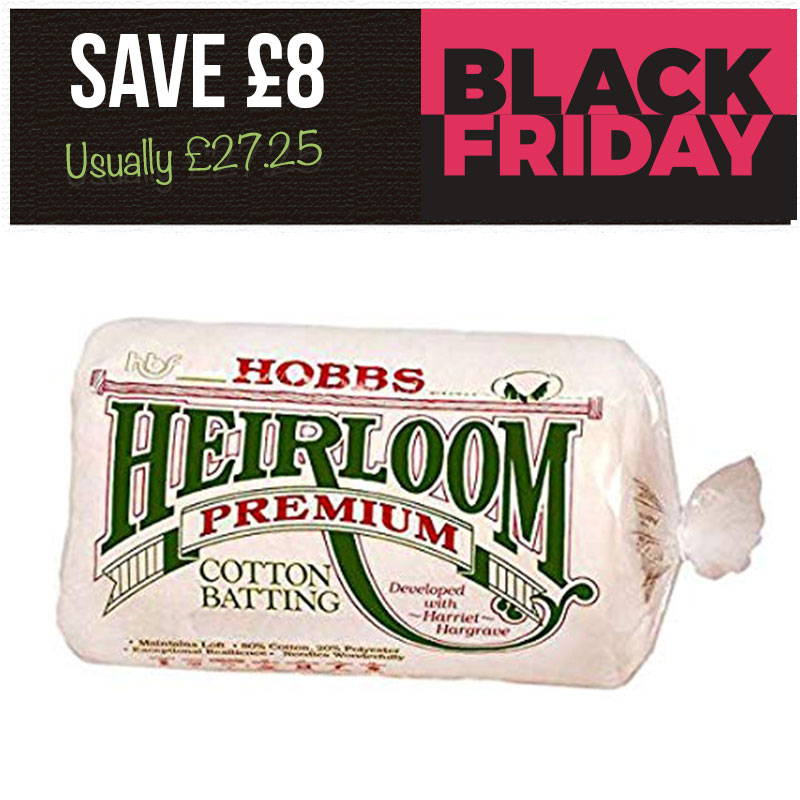 SAVE £8
Usually £27.25
BLACK
FRIDAY
hbf
HOBBS
HEIRLOOM
PREMIUM
COTTON
BATTING
Developed
with
~Harriet~
Hargrave
• Maintains Loft • 80% Cotton, 20% Polyester
• Exceptional Resilience • Needles Wonderfully